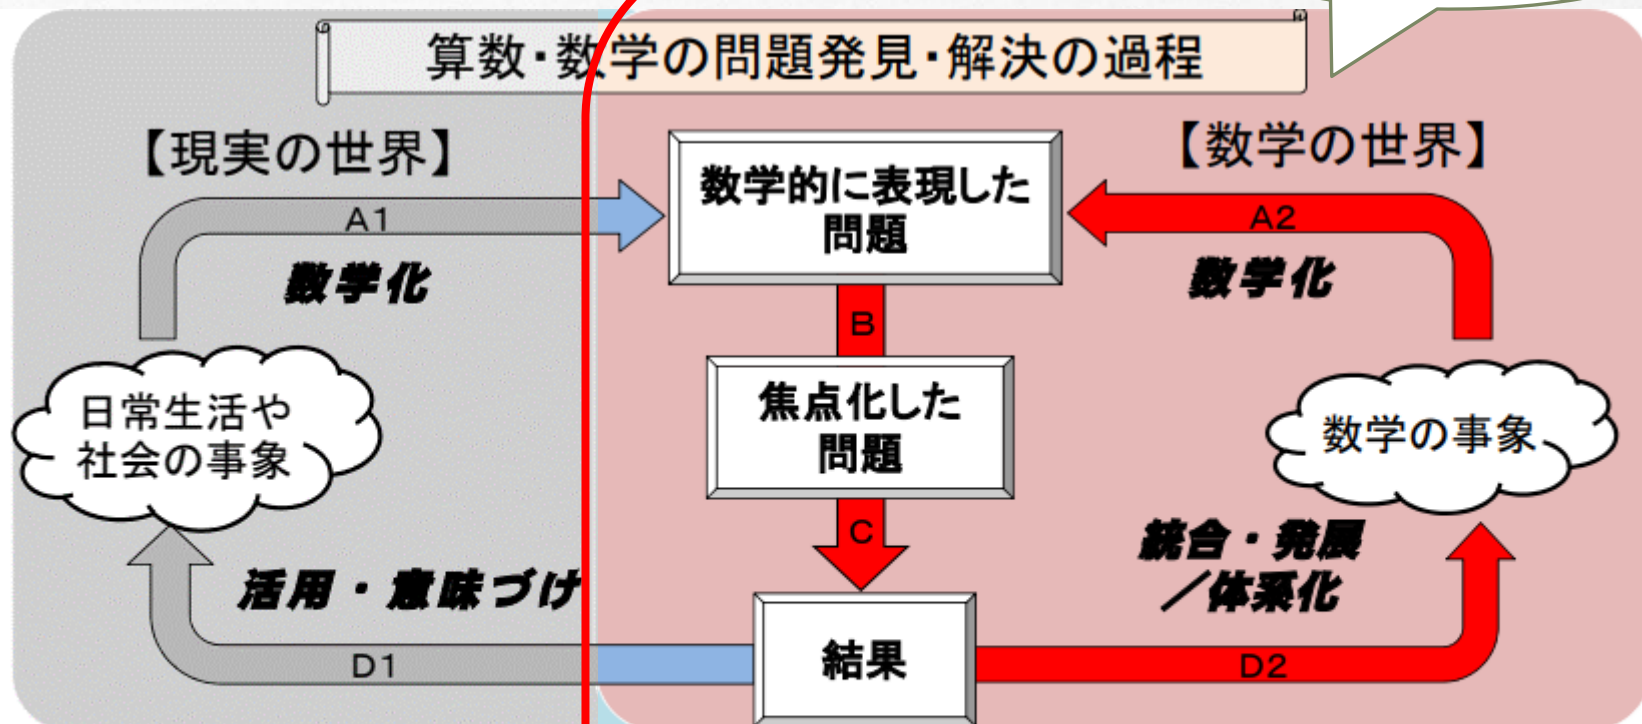 算数・数学の問題発見・解決の過程
【現実の世界】
【数学の世界】
数学的に表現した
問題
A1
A2
数学化
数学化
B
焦点化した
問題
日常生活や
社会の事象
数学の事象
C
活用・意味づけ
統合・発展
／体系化
結果
D1
D2